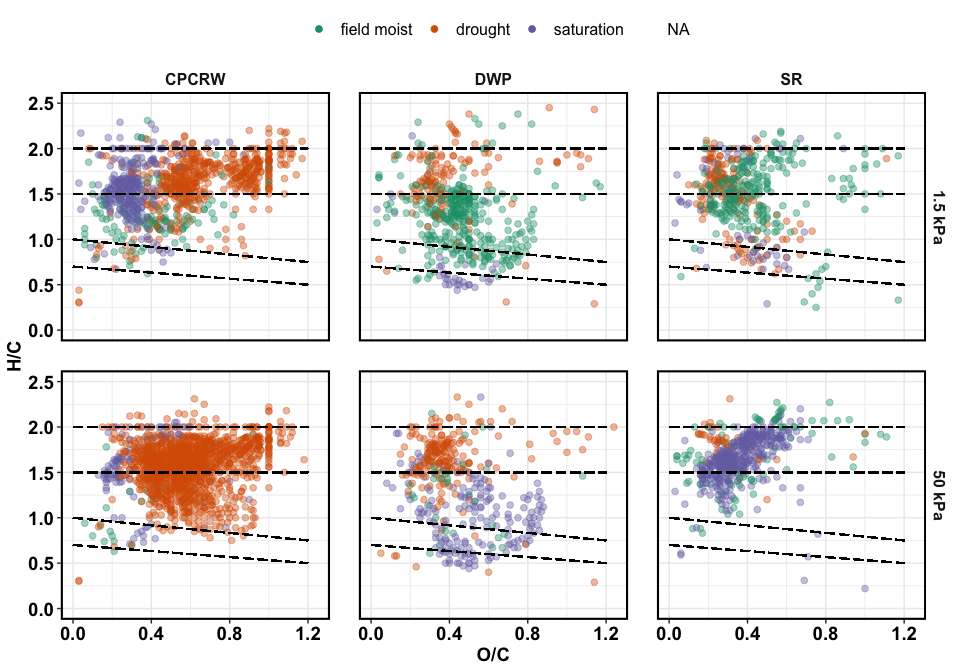 field moist drought saturation NA
CPCRW DWP SR
2.5
2.0
1.5
1.0
0.5
0.0
1.5 kPa
H/C
2.5
2.0
1.5
1.0
0.5
0.0
50 kPa
0.0 0.4 0.8 1.2 0.0 0.4 0.8 1.2 0.0 0.4 0.8 1.2
O/C